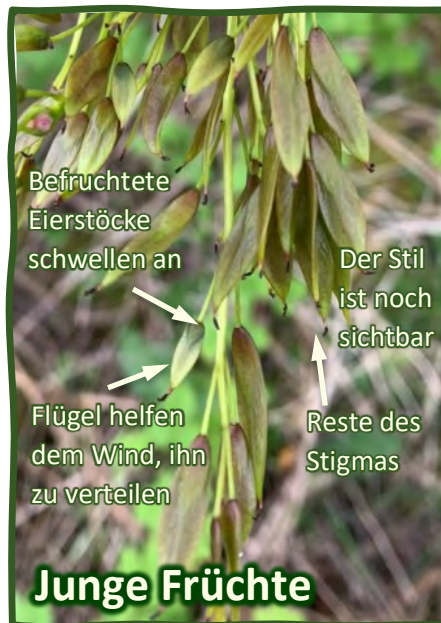 Befruchtete
Eierstöcke
schwellen an
Der Stil
ist noch
sichtbar
Flügel helfen
dem Wind, ihn
zu verteilen
Reste des
Stigmas
Junge Früchte